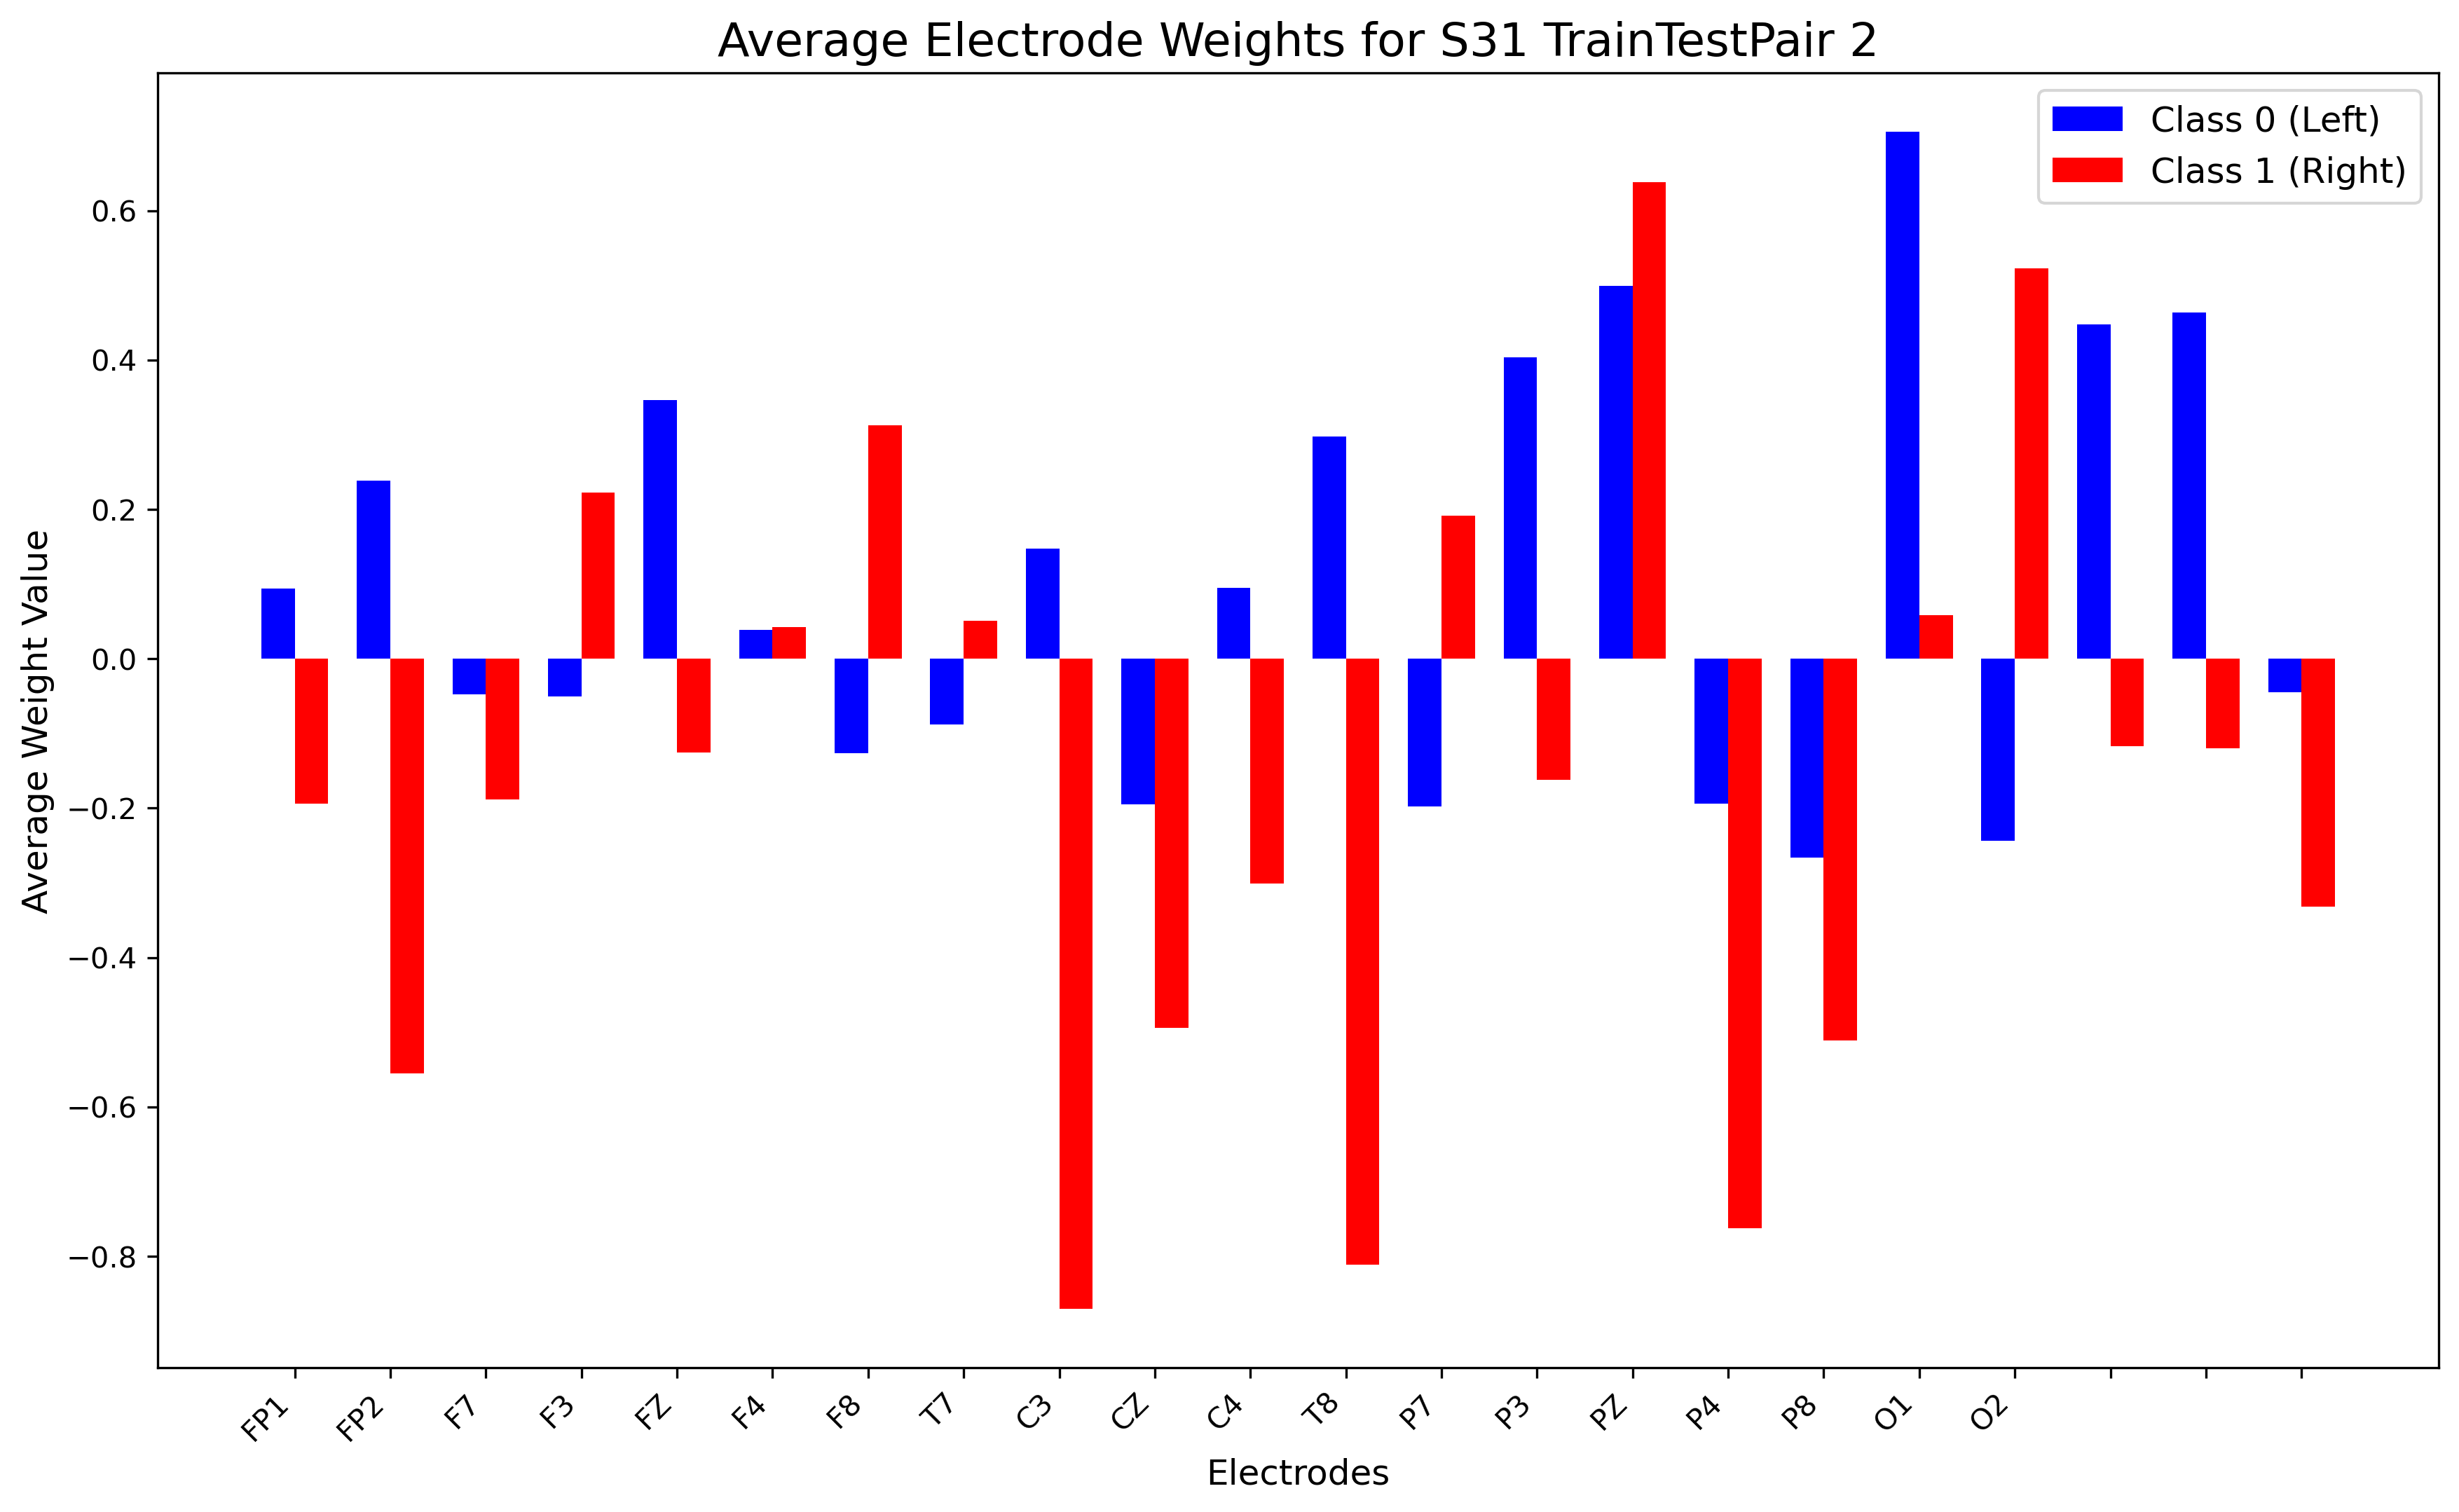 Average Electrode Weights for S31 TrainTestPair 2
Class 0 (Left)
Class 1 (Right)
Average Weight Value
0.6
0.4
0.2
0.0
−0.2
−0.4
−0.6
−0.8
FP1 FP2 F7 F3 FZ F4 F8 T7 C3 CZ C4 T8 P7 P3 PZ P4 P8 O1 O2
Electrodes